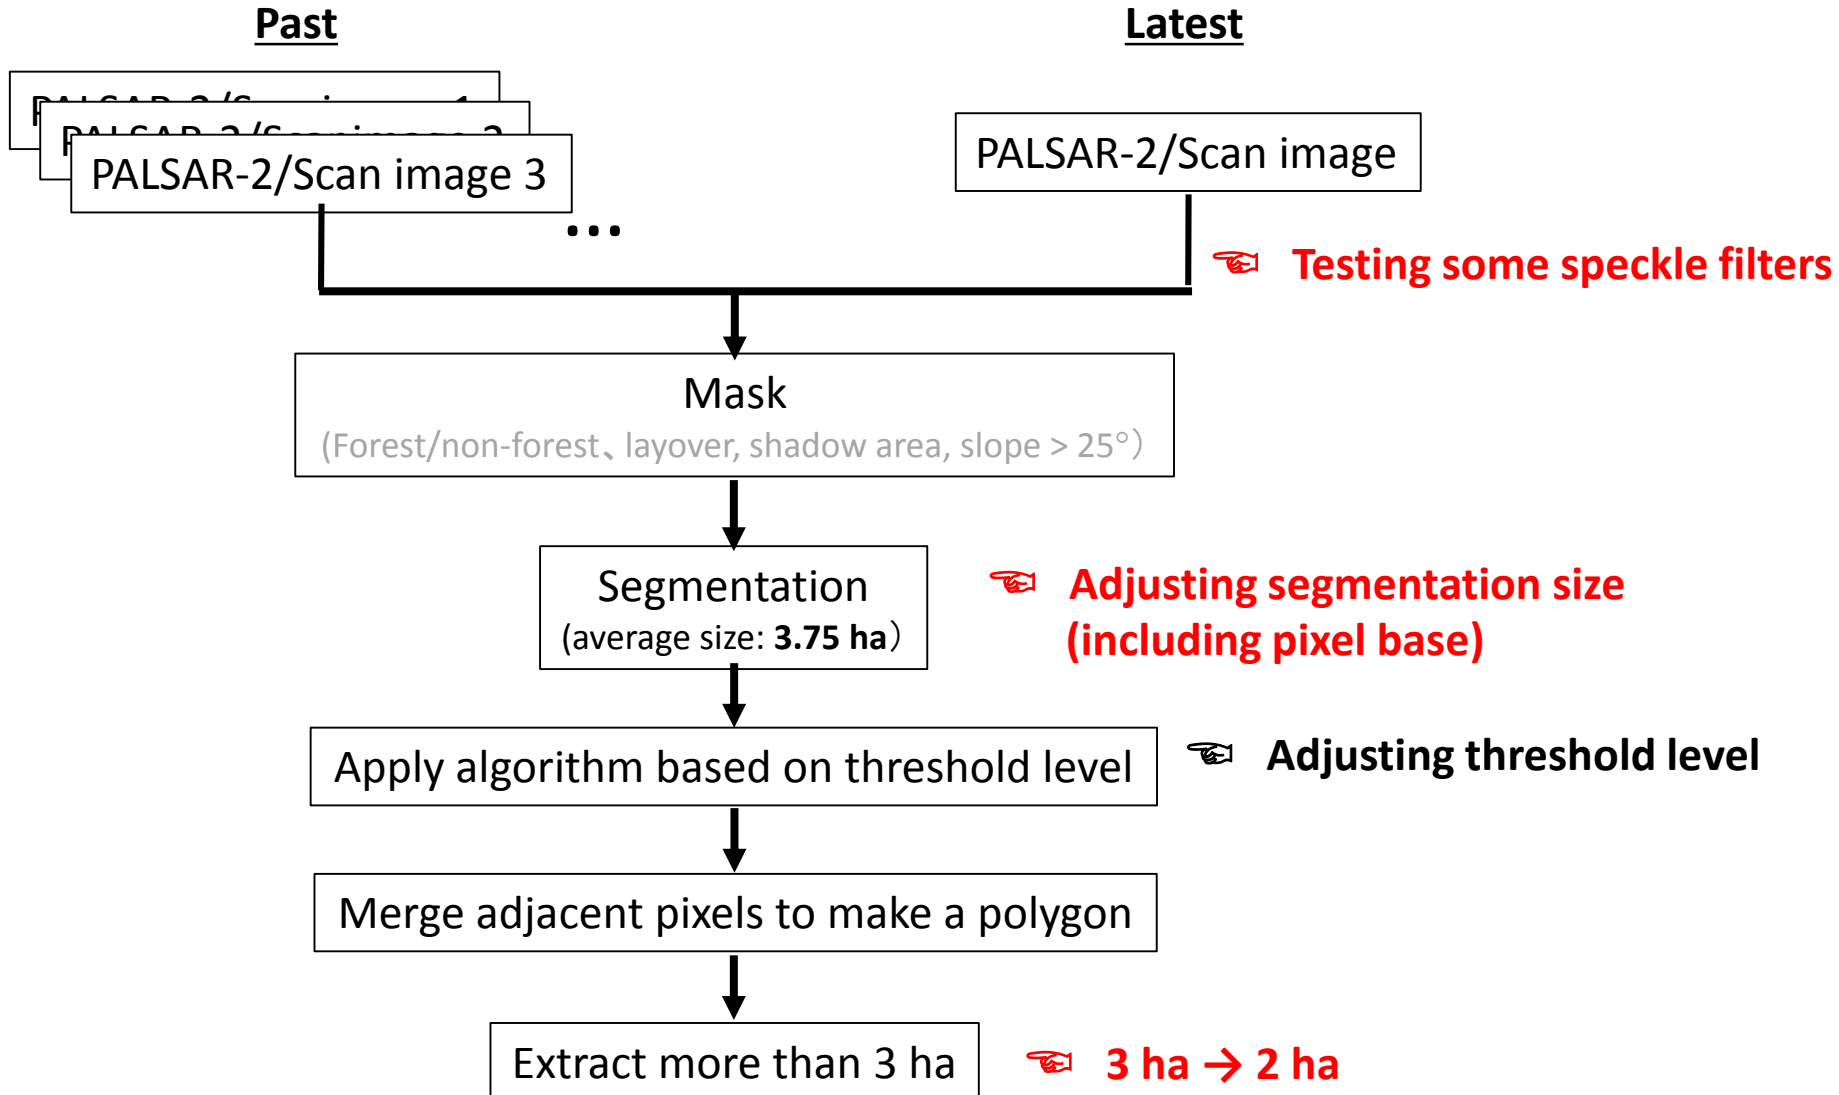 Past
Latest
PALSAR-2/Scan image 3
...
PALSAR-2/Scan image
☜ Testing some speckle filters
Mask
(Forest/non-forest、layover, shadow area, slope > 25°）
Segmentation
(average size: 3.75 ha）
☜ Adjusting segmentation size
(including pixel base)
Apply algorithm based on threshold level
☜ Adjusting threshold level
Merge adjacent pixels to make a polygon
Extract more than 3 ha
☜ 3 ha → 2 ha